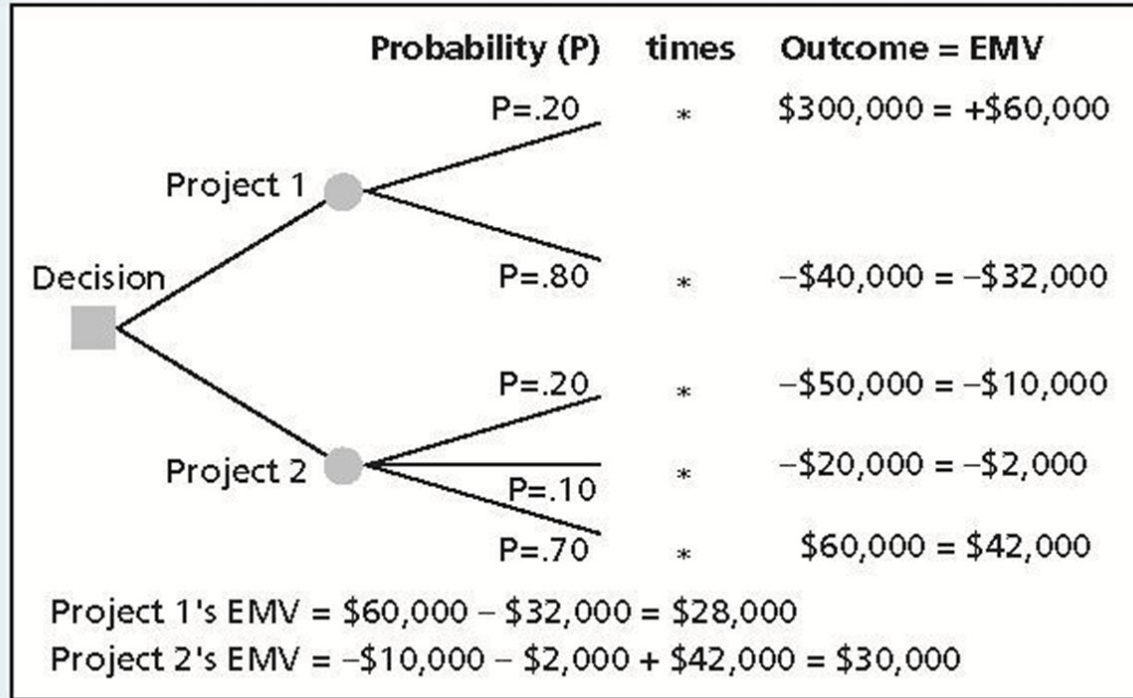 Probability (P) times Outcome = EMV
P=.20 * $300,000 = +$60,000
Project 1
P=.80 * –$40,000 = –$32,000
Decision
P=.20 * –$50,000 = –$10,000
Project 2 * –$20,000 = –$2,000
P=.10
P=.70 * $60,000 = $42,000
Project 1's EMV = $60,000 – $32,000 = $28,000
Project 2's EMV = –$10,000 – $2,000 + $42,000 = $30,000